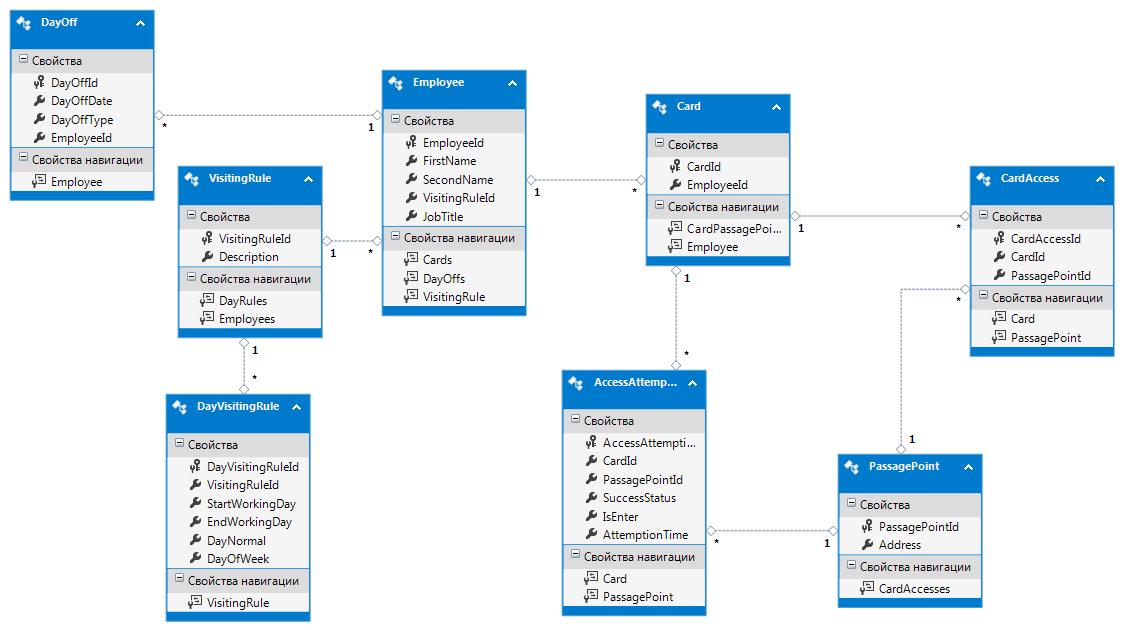 DayOff
Свойства
DayOffId
DayOffDate
DayOffType
EmployeeId
Свойства навигации
Employee
*
1
Employee
Свойства
EmployeeId
FirstName
SecondName
VisitingRuleId
JobTitle
Свойства навигации
Cards
DayOffs
VisitingRule
1
*
Card
Свойства
CardId
EmployeeId
Свойства навигации
CardPassagePoi...
Employee
1
*
CardAccess
Свойства
CardAccessId
CardId
PassagePointId
Свойства навигации
Card
PassagePoint
*
1
VisitingRule
Свойства
VisitingRuleId
Description
Свойства навигации
DayRules
Employees
1
*
1
*
DayVisitingRule
Свойства
DayVisitingRuleId
VisitingRuleId
StartWorkingDay
EndWorkingDay
DayNormal
DayOfWeek
Свойства навигации
VisitingRule
1
*
AccessAttemp...
Свойства
AccessAttempti...
CardId
PassagePointId
SuccessStatus
IsEnter
AttemptionTime
Свойства навигации
Card
PassagePoint
*
1
PassagePoint
Свойства
PassagePointId
Address
Свойства навигации
CardAccesses